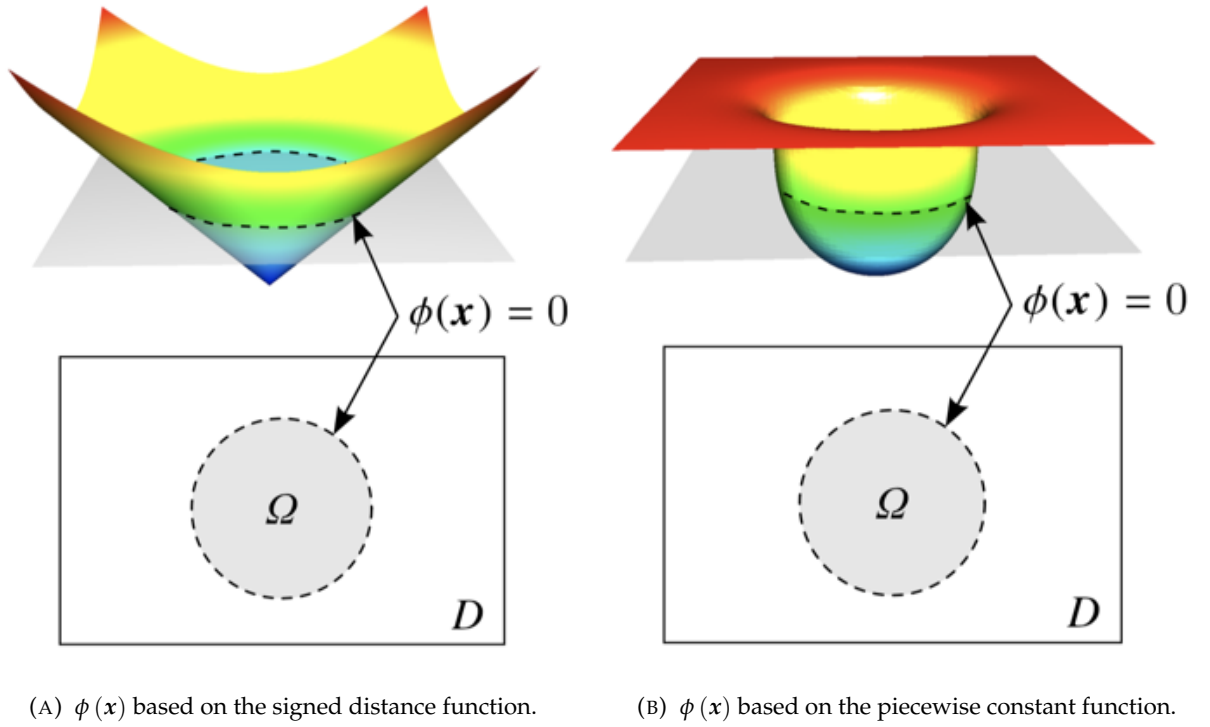 ϕ(x) = 0
ϕ(x) = 0
Ω
Ω
D
D
(A) ϕ (x) based on the signed distance function.
(B) ϕ (x) based on the piecewise constant function.